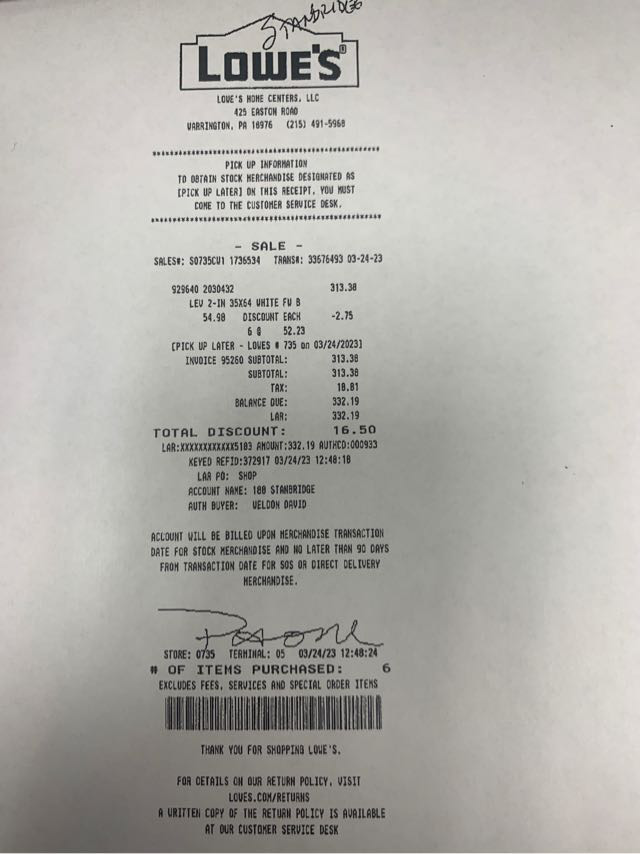 STANBRIDGE
LOWE'S®
LOWE'S HOME CENTERS, LLC
425 EASTON ROAD
WARRINGTON, PA 18976 (215) 491-5968
PICK UP INFORMATION
TO OBTAIN STOCK MERCHANDISE DESIGNATED AS
[PICK UP LATER] ON THIS RECEIPT, YOU MUST
COME TO THE CUSTOMER SERVICE DESK.
- SALE -
SALES#: S0735CW1 1736534 TRANS#: 33676493 03-24-23
929640 2030432 313.38
LEV 2-IN 35X64 WHITE FW B
54.98 DISCOUNT EACH -2.75
6 @ 52.23
[PICK UP LATER - LOWES # 735 on 03/24/2023]
INVOICE 95260 SUBTOTAL: 313.38
SUBTOTAL: 313.38
TAX: 18.81
BALANCE DUE: 332.19
LAR: 332.19
TOTAL DISCOUNT: 16.50
LAR:XXXXXXXXXXXX5183 AMOUNT:332.19 AUTHCD:000933
KEYED REFID:372917 03/24/23 12:48:18
LAR PO: SHOP
ACCOUNT NAME: 188 STANBRIDGE
AUTH BUYER: WELDON DAVID
ACCOUNT WILL BE BILLED UPON MERCHANDISE TRANSACTION
DATE FOR STOCK MERCHANDISE AND NO LATER THAN 90 DAYS
FROM TRANSACTION DATE FOR SOS OR DIRECT DELIVERY
MERCHANDISE.
STORE: 0735 TERMINAL: 05 03/24/23 12:48:24
# OF ITEMS PURCHASED: 6
EXCLUDES FEES, SERVICES AND SPECIAL ORDER ITEMS
THANK YOU FOR SHOPPING LOWE'S.
FOR DETAILS ON OUR RETURN POLICY, VISIT
LOWES.COM/RETURNS
A WRITTEN COPY OF THE RETURN POLICY IS AVAILABLE
AT OUR CUSTOMER SERVICE DESK